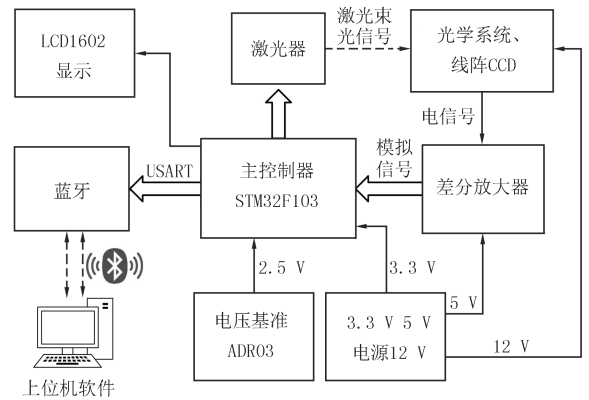 LCD1602
显示
激光器
激光束
光信号
光学系统、
线阵CCD
电信号
蓝牙
USART
主控制器
STM32F103
模拟
信号
差分放大器
2.5 V
3.3 V
5 V
12 V
电压基准
ADR03
3.3 V 5 V
电源12 V
上位机软件